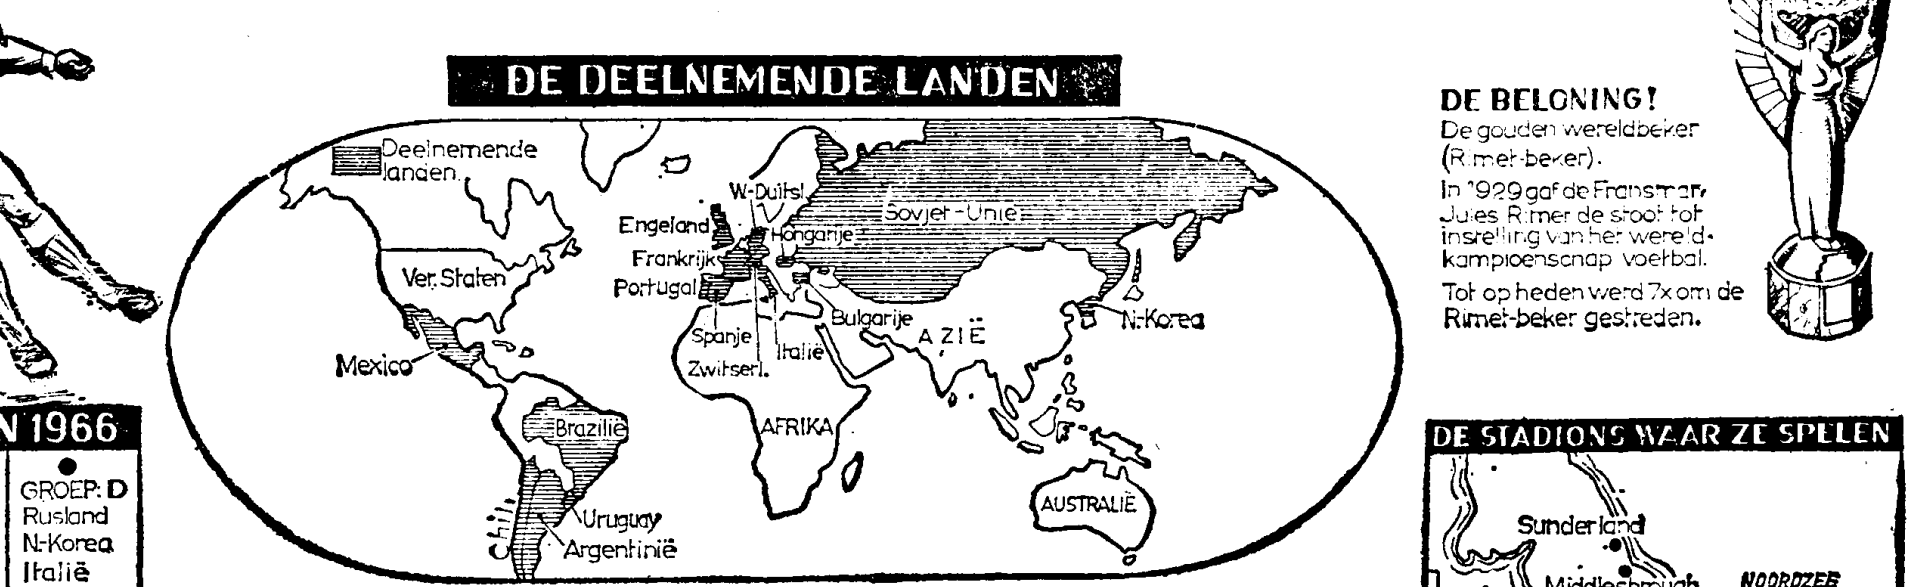 DE DEELNEMENDE LANDEN
Deelnemende
landen.
W-Duitsl.
Engeland
Sovjet-Unie
Hongarije
Frankrijk
Ver. Staten
Portugal
Bulgarije
N-Korea
Spanje
AZIË
Italië
Mexico
Zwitserl.
Brazilië
AFRIKA
AUSTRALIË
Chili
Uruguay
Argentinië
DE BELONING!
De gouden wereldbeker
(Rimet-beker).
In 1929 gaf de Fransman
Jules Rimer de stoot tot
instelling van het wereld-
kampioenschap voetbal.
Tot op heden werd 7x om de
Rimet-beker gestreden.
N 1966
GROEP: D
Rusland
N-Korea
Italië
DE STADIONS WAAR ZE SPELEN
Sunderland
Middlesbrough
NOORDZEE